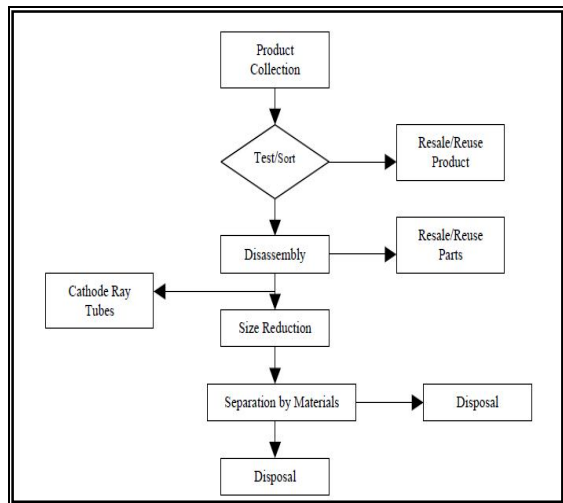 Product
Collection
Test/Sort
Resale/Reuse
Product
Disassembly
Resale/Reuse
Parts
Cathode Ray
Tubes
Size Reduction
Separation by Materials
Disposal
Disposal